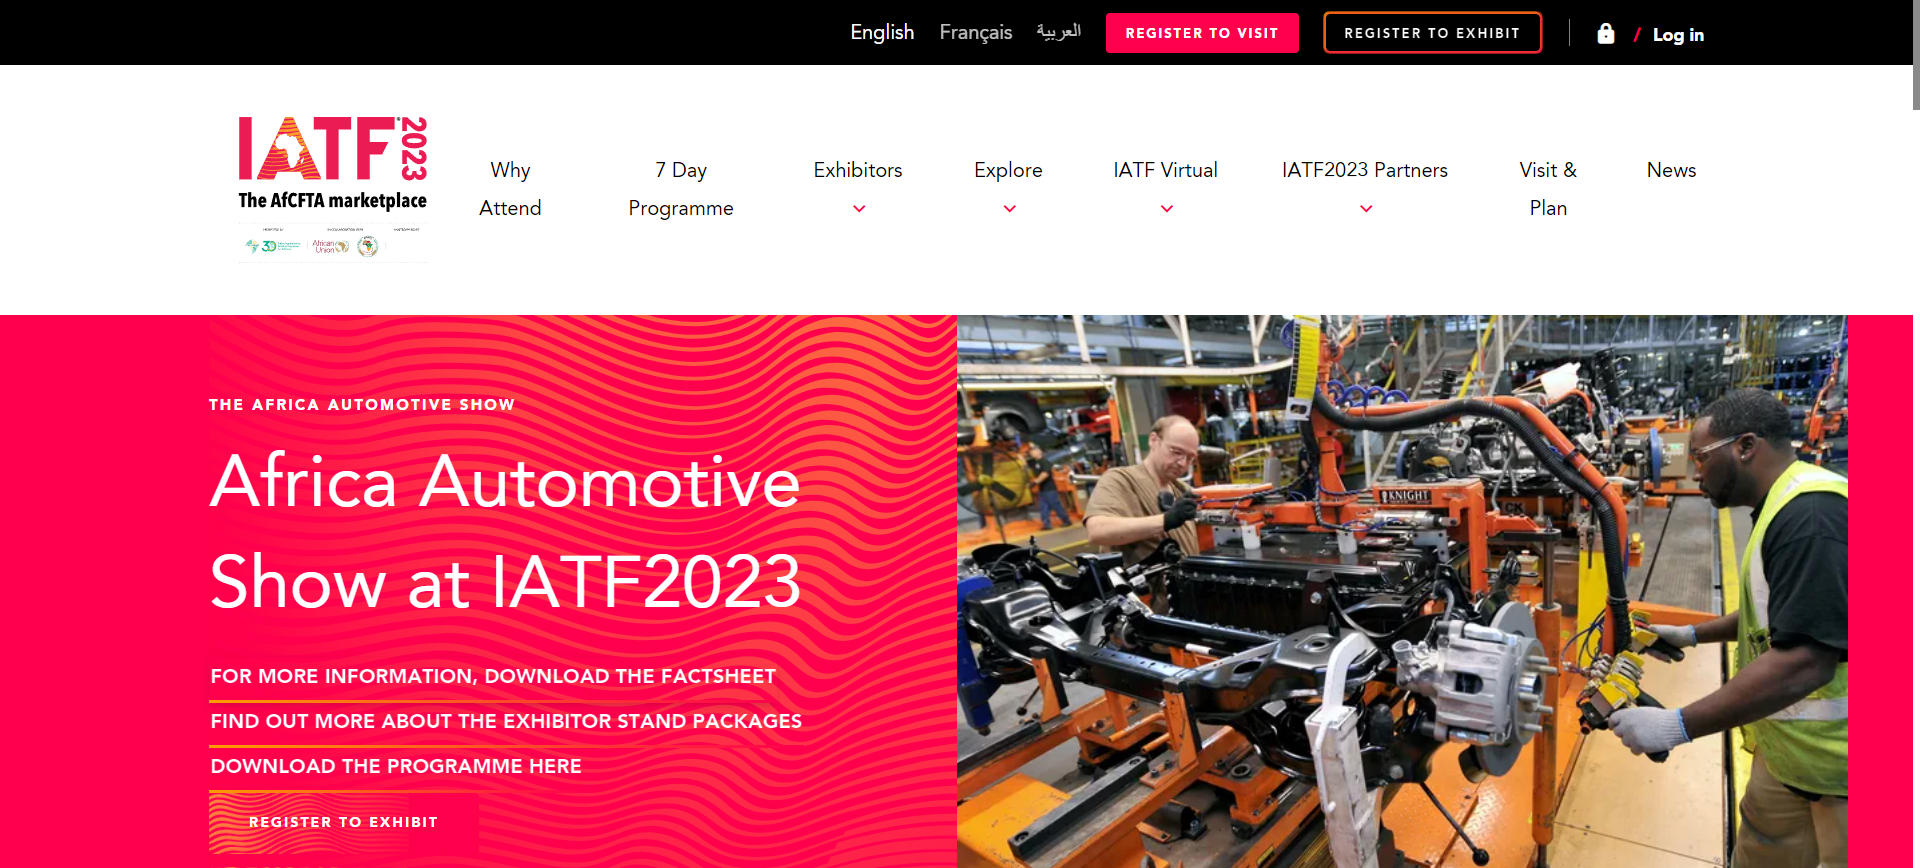 English Français العربية REGISTER TO VISIT REGISTER TO EXHIBIT / Log in
IATF 2023
The AfCFTA marketplace
African
Union
Why
Attend
7 Day
Programme
Exhibitors
Explore
IATF Virtual
IATF2023 Partners
Visit &
Plan
News
THE AFRICA AUTOMOTIVE SHOW
Africa Automotive
Show at IATF2023
FOR MORE INFORMATION, DOWNLOAD THE FACTSHEET
FIND OUT MORE ABOUT THE EXHIBITOR STAND PACKAGES
DOWNLOAD THE PROGRAMME HERE
REGISTER TO EXHIBIT
KNIGHT